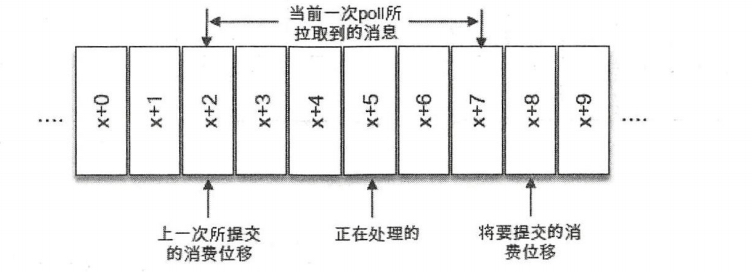 当前一次poll所
拉取到的消息
....
x+0
x+1
x+2
x+3
x+4
x+5
x+6
x+7
x+8
x+9
....
上一次所提交
的消费位移
正在处理的
将要提交的消
费位移